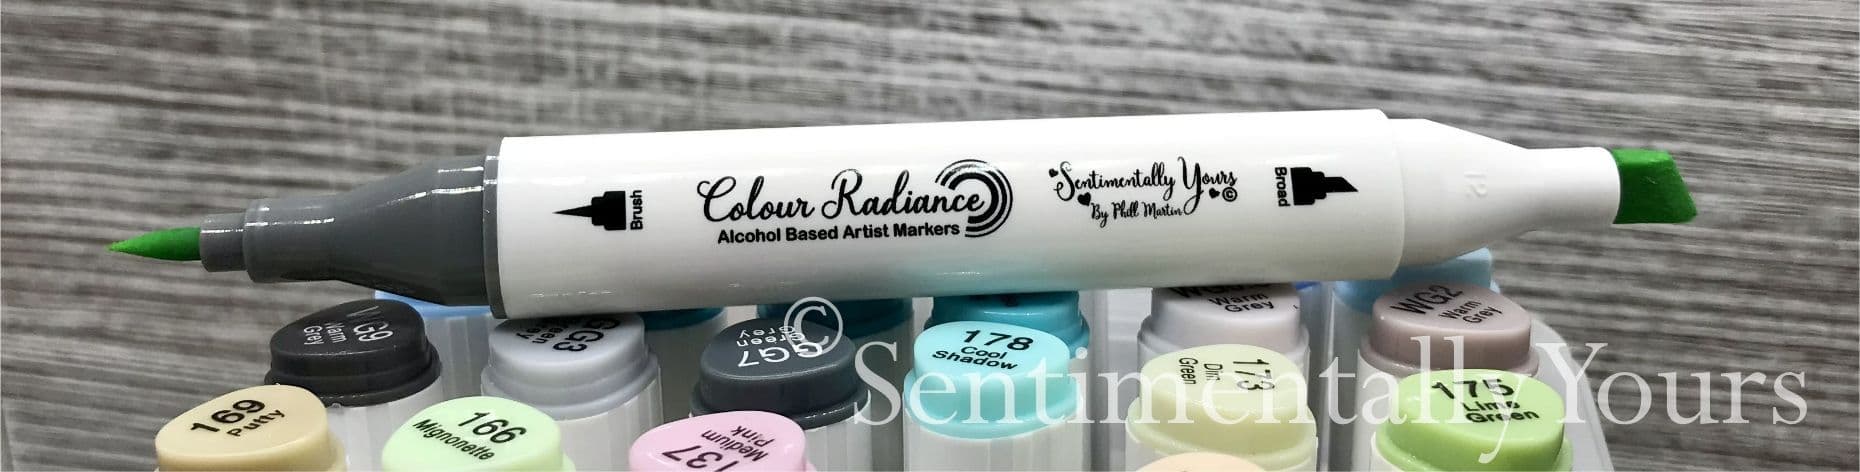 Brush
Colour Radiance
Alcohol Based Artist Markers
Sentimentally Yours ©
By Phill Martin
Broad
12
WG9
Warm
Grey
GG3
Green
Grey
GG7
Green
Grey
178
Cool
Shadow
Warm
Grey
WG2
Warm
Grey
169
Putty
166
Mignonette
137
Medium
Pink
173
Dim
Green
175
Lime
Green
© Sentimentally Yours